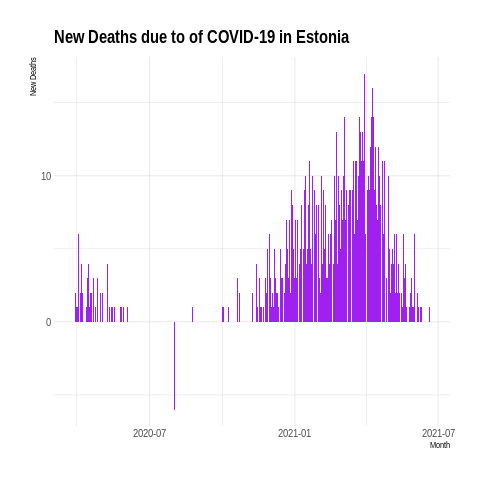 New Deaths due to of COVID-19 in Estonia
New Deaths
10
0
2020-07
2021-01
2021-07
Month